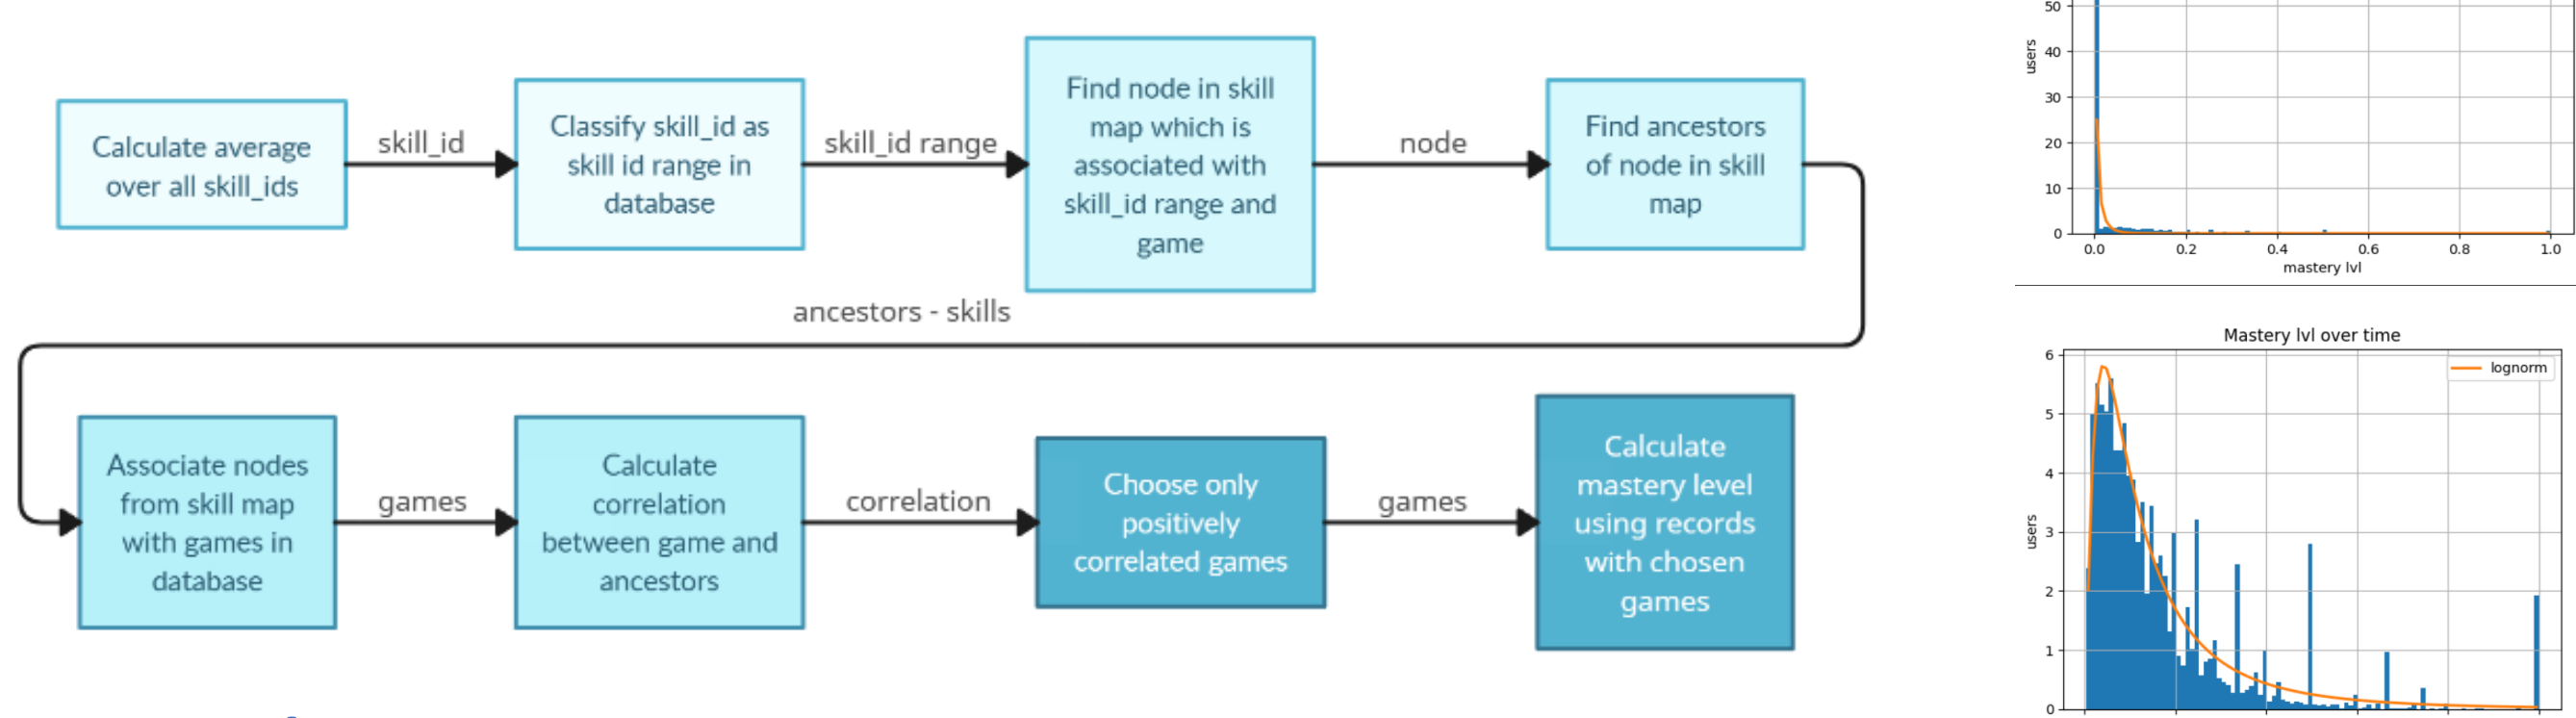 Calculate average
over all skill_ids
skill_id
Classify skill_id as
skill id range in
database
skill_id range
Find node in skill
map which is
associated with
skill_id range and
game
node
Find ancestors
of node in skill
map
ancestors - skills
Associate nodes
from skill map
with games in
database
games
Calculate
correlation
between game and
ancestors
correlation
Choose only
positively
correlated games
games
Calculate
mastery level
using records
with chosen
games
50
40
30
20
10
0
users
0.0 0.2 0.4 0.6 0.8 1.0
mastery lvl
Mastery lvl over time
lognorm
6
5
4
3
2
1
0
users